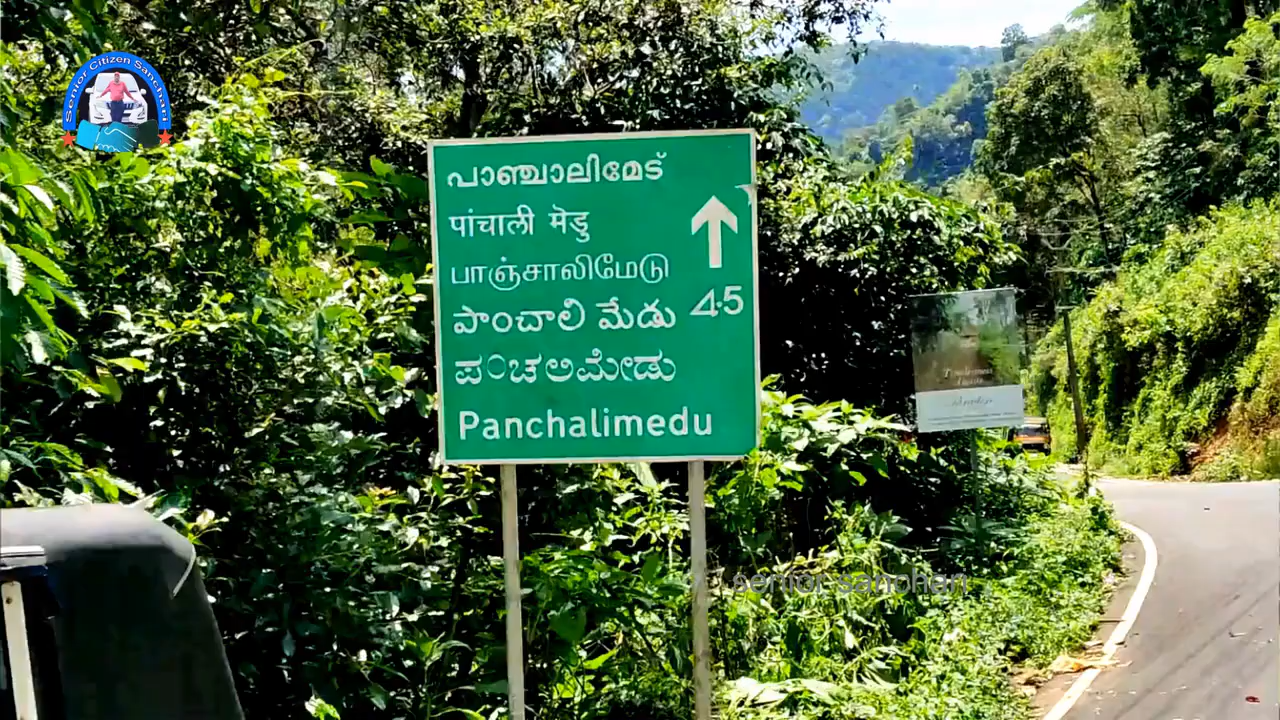 Senior Citizen Sanchari
പാഞ്ചാലിമേട്
पांचाली मेडु
பாஞ்சாலிமேடு
పాంచాలి మేడు
ಪಂಚಲಿಮೇಡು
4.5
Panchalimedu
senior sanchari